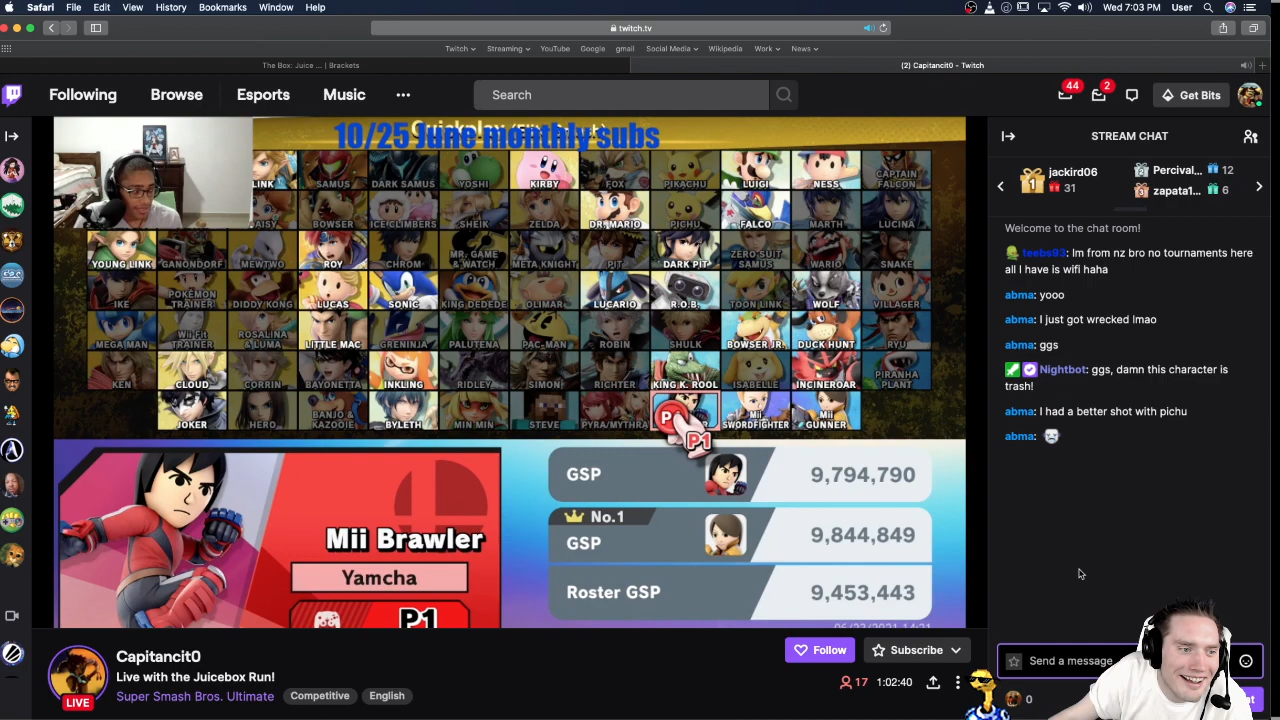 Safari File Edit View History Bookmarks Window Help Wed 7:03 PM User
twitch.tv
Twitch Streaming YouTube Google gmail Social Media Wikipedia Work News
The Box: Juice ... | Brackets (2) Capitancit0 - Twitch
Following Browse Esports Music Search 44 2 Get Bits
10/25 June monthly subs
STREAM CHAT
LINK SAMUS DARK SAMUS YOSHI KIRBY FOX PIKACHU LUIGI NESS CAPTAIN FALCON
DAISY BOWSER ICE CLIMBERS SHEIK ZELDA DR. MARIO PICHU FALCO MARTH LUCINA
YOUNG LINK GANONDORF MEWTWO ROY CHROM MR. GAME & WATCH META KNIGHT PIT DARK PIT ZERO SUIT SAMUS WARIO SNAKE
IKE POKÉMON TRAINER DIDDY KONG LUCAS SONIC KING DEDEDE OLIMAR LUCARIO R.O.B. TOON LINK WOLF VILLAGER
MEGA MAN Wii Fit TRAINER ROSALINA & LUMA LITTLE MAC GRENINJA PALUTENA PAC-MAN ROBIN SHULK BOWSER JR. DUCK HUNT RYU
KEN CLOUD CORRIN BAYONETTA INKLING RIDLEY SIMON RICHTER KING K. ROOL ISABELLE INCINEROAR PIRANHA PLANT
JOKER HERO BANJO & KAZOOIE BYLETH MIN MIN STEVE PYRA/MYTHRA Mii SWORDFIGHTER Mii GUNNER
P1
Mii Brawler
Yamcha
P1
GSP 9,794,790
No.1
GSP 9,844,849
Roster GSP 9,453,443
06/23/2021
1 jackird06 31
Percival... 12
zapata1... 6
Welcome to the chat room!
teebs93: Im from nz bro no tournaments here
all I have is wifi haha
abma: yooo
abma: I just got wrecked lmao
abma: ggs
Nightbot: ggs, damn this character is
trash!
abma: I had a better shot with pichu
abma:
Send a message
0
Capitancit0
Live with the Juicebox Run!
Super Smash Bros. Ultimate Competitive English
LIVE
Follow Subscribe
17 1:02:40